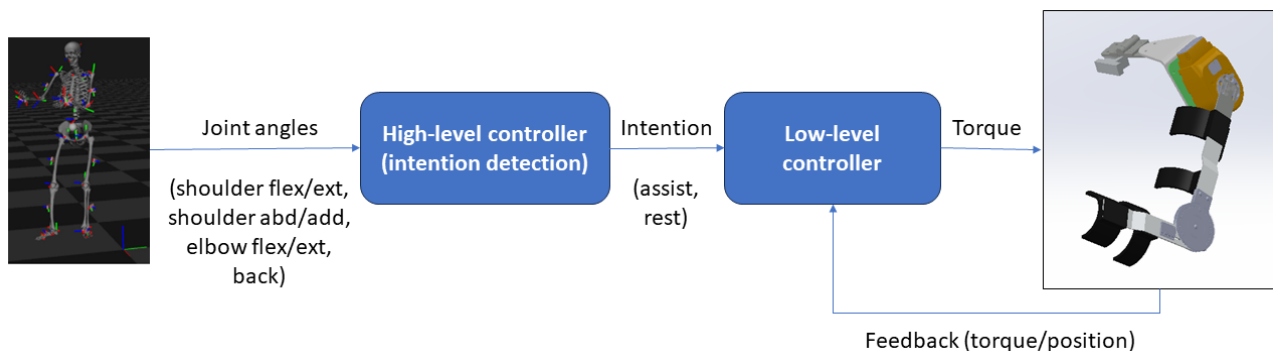 Joint angles
(shoulder flex/ext,
shoulder abd/add,
elbow flex/ext,
back)
High-level controller
(intention detection)
Intention
(assist,
rest)
Low-level
controller
Torque
Feedback (torque/position)